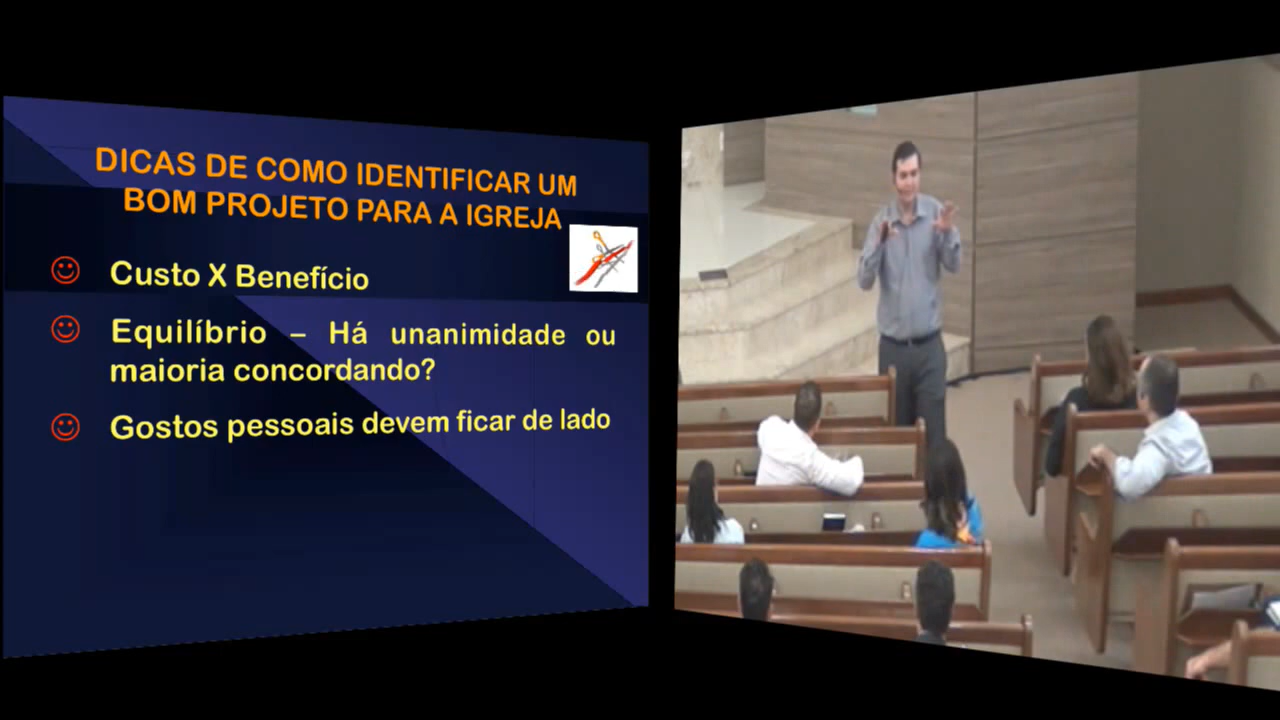 DICAS DE COMO IDENTIFICAR UM
BOM PROJETO PARA A IGREJA
Custo X Benefício
Equilíbrio – Há unanimidade ou
maioria concordando?
Gostos pessoais devem ficar de lado